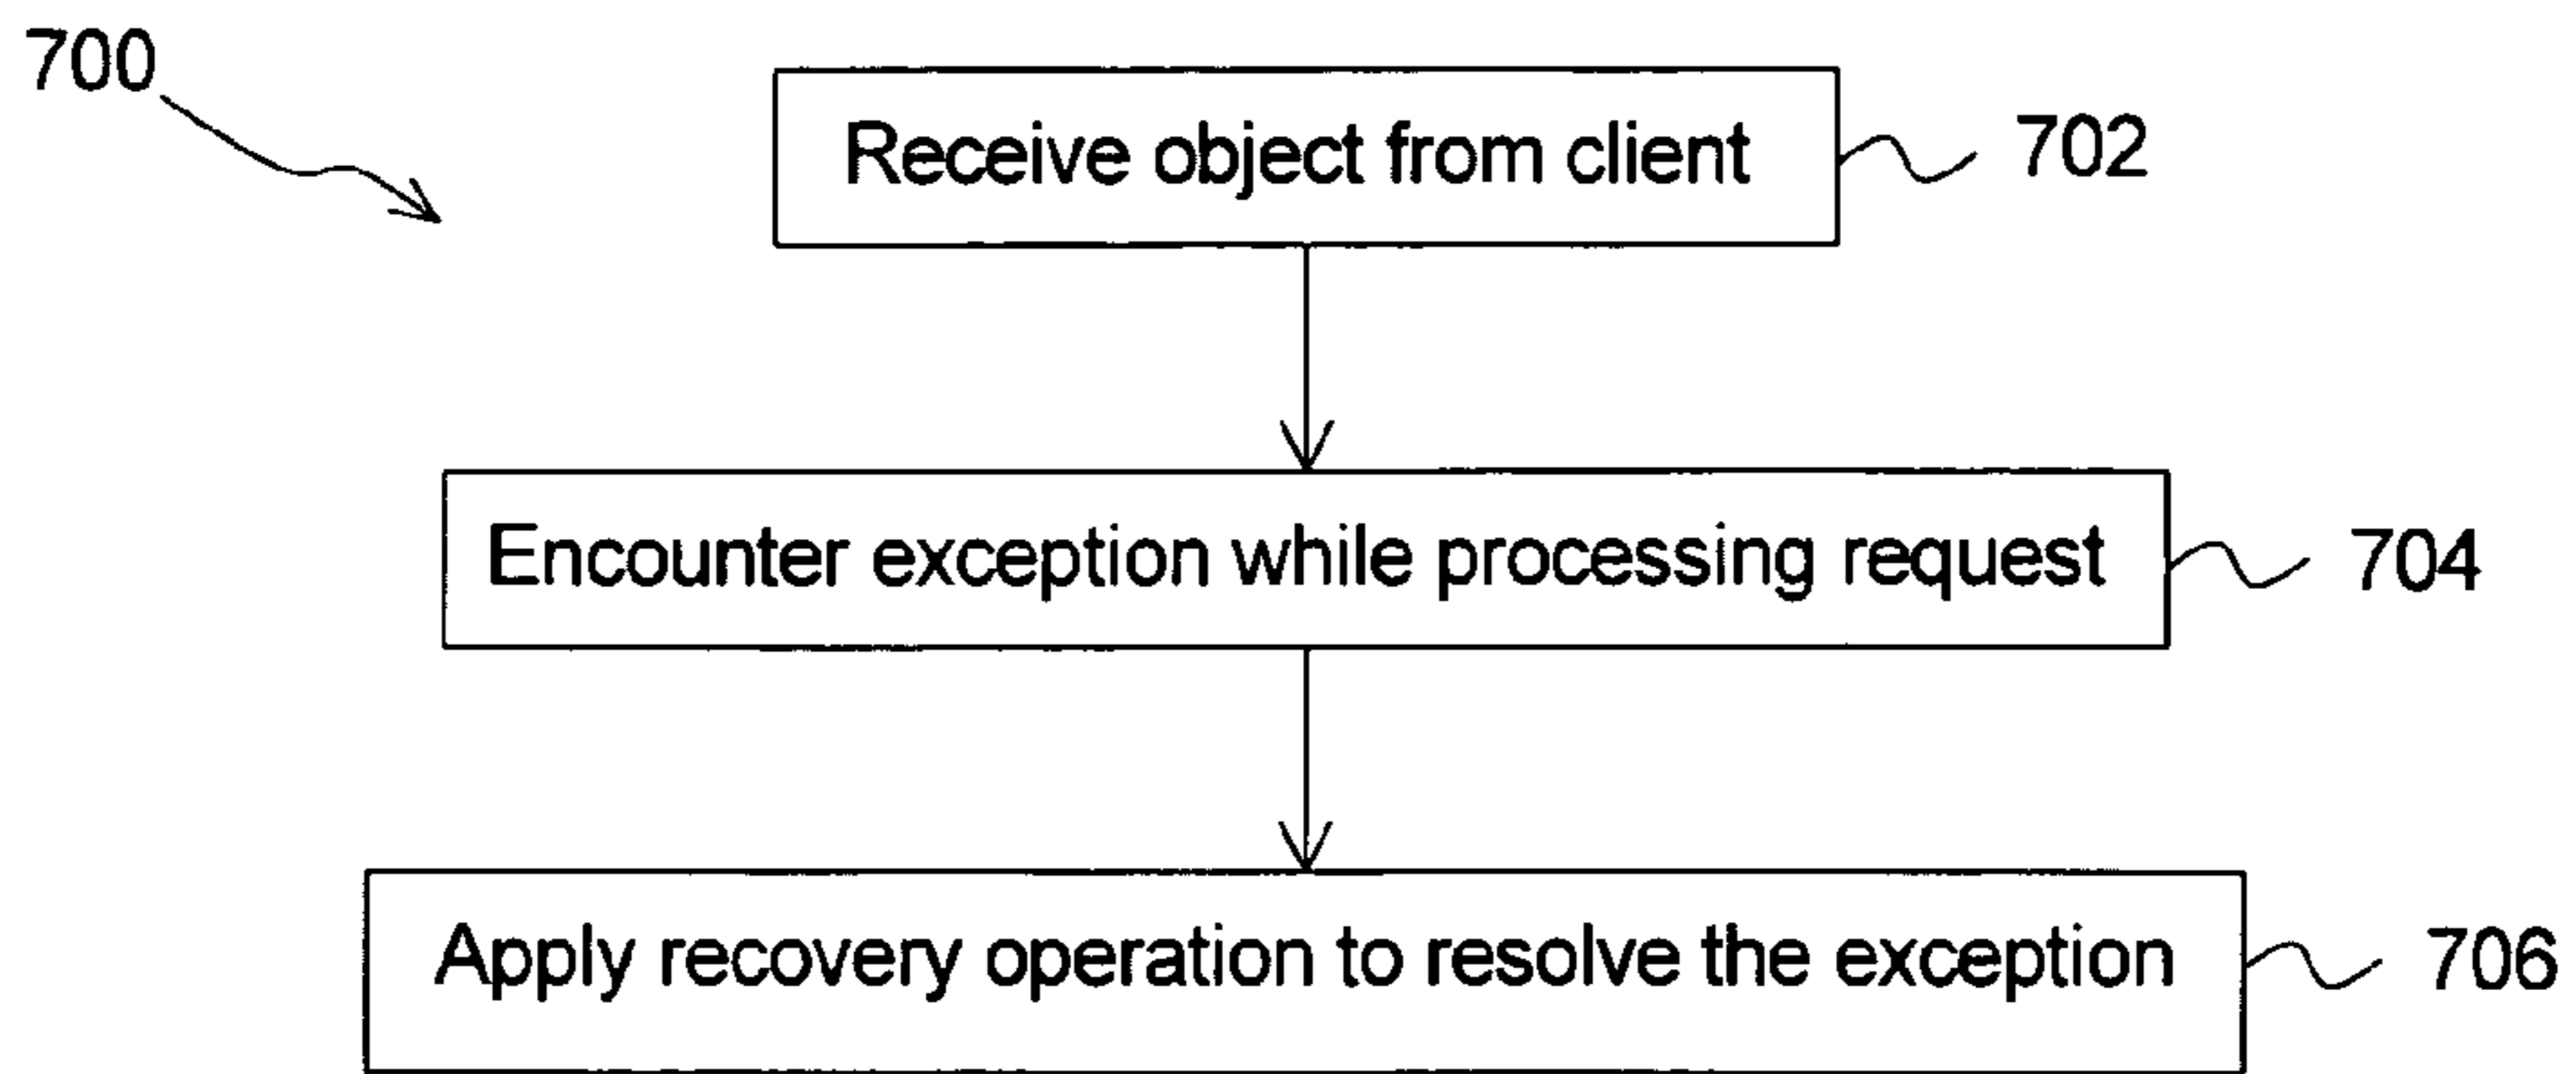 700
Receive object from client
702
Encounter exception while processing request
704
Apply recovery operation to resolve the exception
706